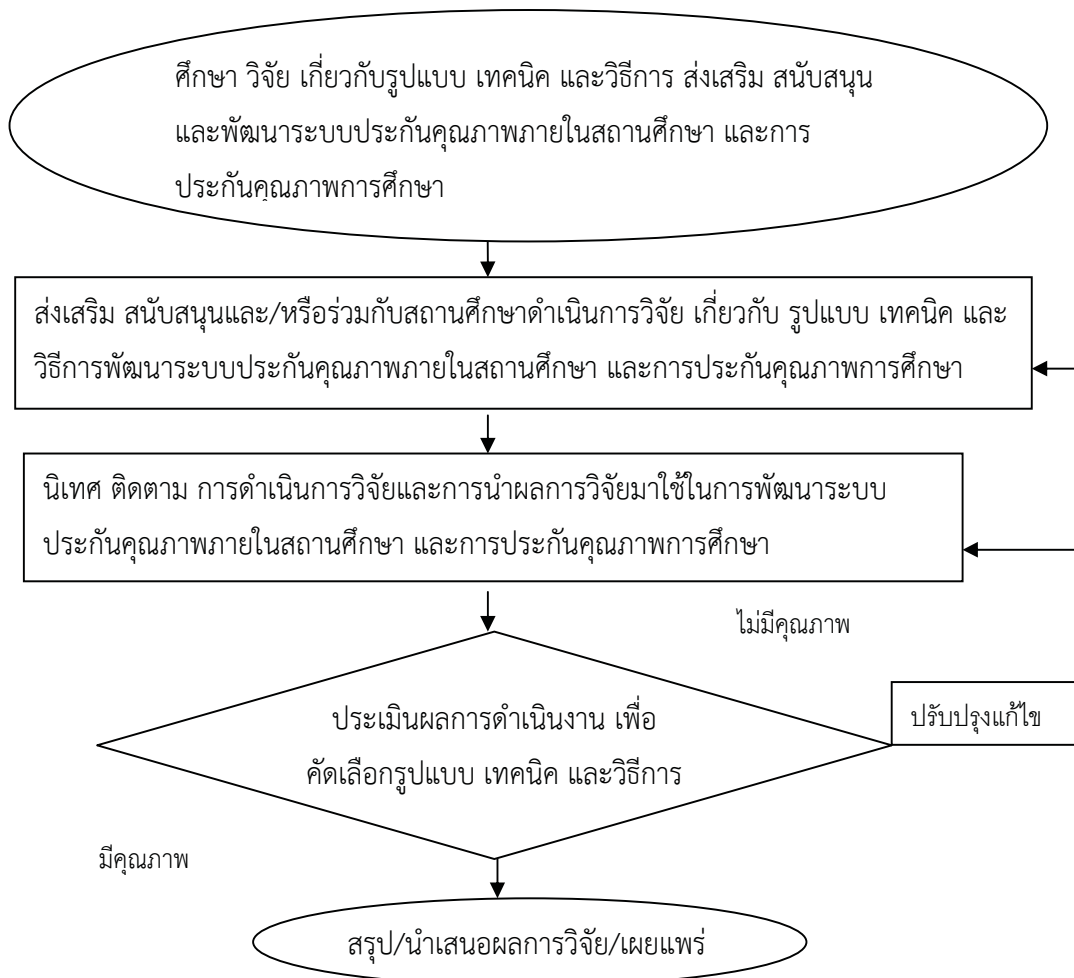 ศึกษา วิจัย เกี่ยวกับรูปแบบ เทคนิค และวิธีการ ส่งเสริม สนับสนุน
และพัฒนาระบบประกันคุณภาพภายในสถานศึกษา และการ
ประกันคุณภาพการศึกษา
ส่งเสริม สนับสนุนและ/หรือร่วมกับสถานศึกษาดำเนินการวิจัย เกี่ยวกับ รูปแบบ เทคนิค และ
วิธีการพัฒนาระบบประกันคุณภาพภายในสถานศึกษา และการประกันคุณภาพการศึกษา
นิเทศ ติดตาม การดำเนินการวิจัยและการนำผลการวิจัยมาใช้ในการพัฒนาระบบ
ประกันคุณภาพภายในสถานศึกษา และการประกันคุณภาพการศึกษา
ไม่มีคุณภาพ
ประเมินผลการดำเนินงาน เพื่อ
คัดเลือกรูปแบบ เทคนิค และวิธีการ
ปรับปรุงแก้ไข
มีคุณภาพ
สรุป/นำเสนอผลการวิจัย/เผยแพร่